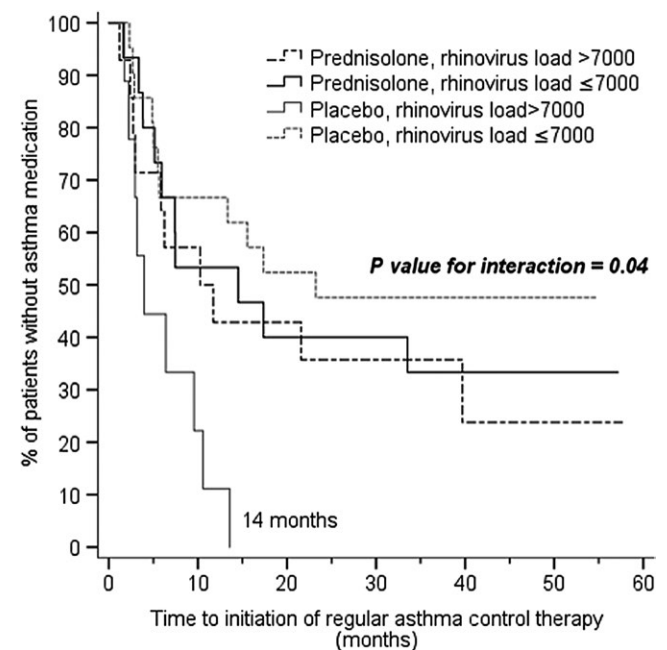 100
90
80
70
60
50
40
30
20
10
0
% of patients without asthma medication
Prednisolone, rhinovirus load >7000
Prednisolone, rhinovirus load ≤7000
Placebo, rhinovirus load>7000
Placebo, rhinovirus load ≤7000
P value for interaction = 0.04
14 months
0 10 20 30 40 50 60
Time to initiation of regular asthma control therapy
(months)